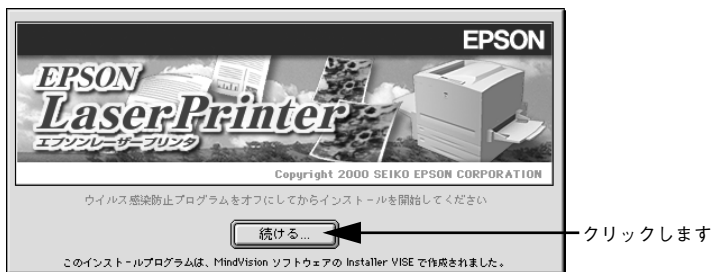 EPSON
EPSON
LaserPrinter
エプソンレーザープリンタ
Copyright 2000 SEIKO EPSON CORPORATION
ウイルス感染防止プログラムをオフにしてからインストールを開始してください
続ける...
クリックします
このインストールプログラムは、MindVision ソフトウェアの Installer VISE で作成されました。